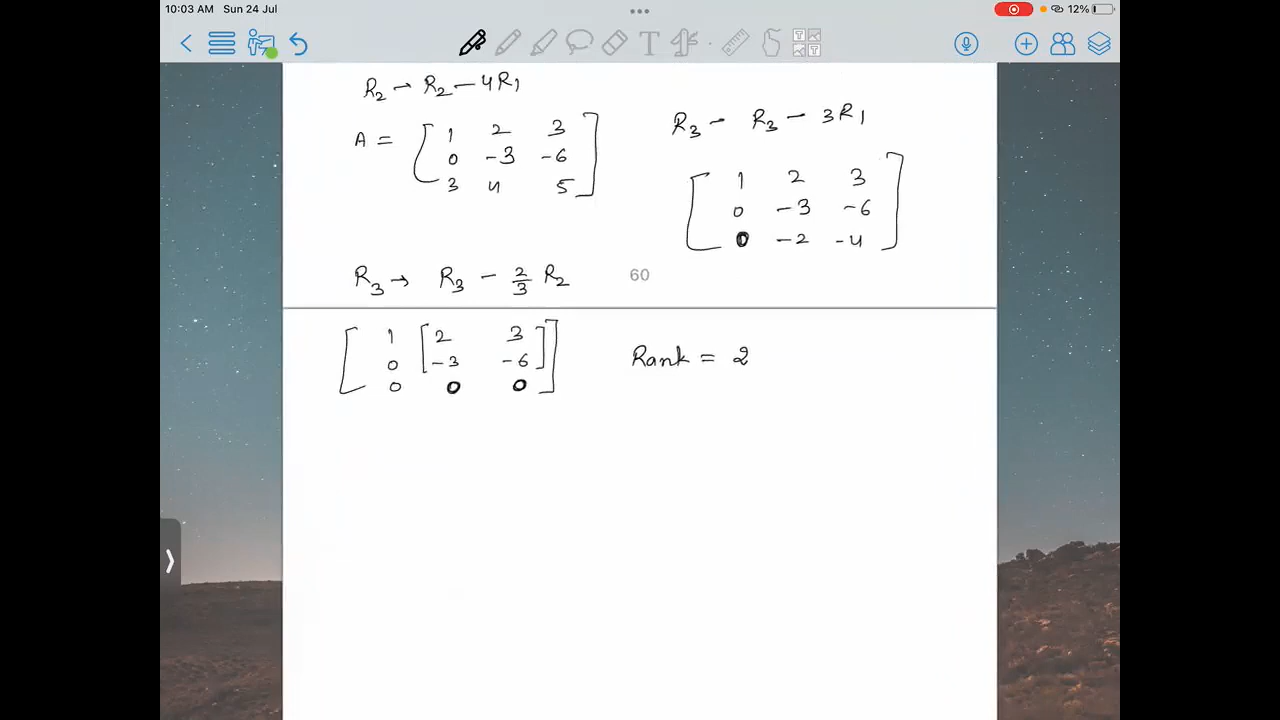 10:03 AM Sun 24 Jul
12%
R₂ → R₂ – 4R₁
A = [ 1 2 3
0 -3 -6
3 4 5 ]
R₃ → R₃ – 3R₁
[ 1 2 3
0 -3 -6
0 -2 -4 ]
R₃ → R₃ – 2/3 R₂
60
[ 1 [ 2 3
0 -3 -6 ]
0 0 0 ]
Rank = 2